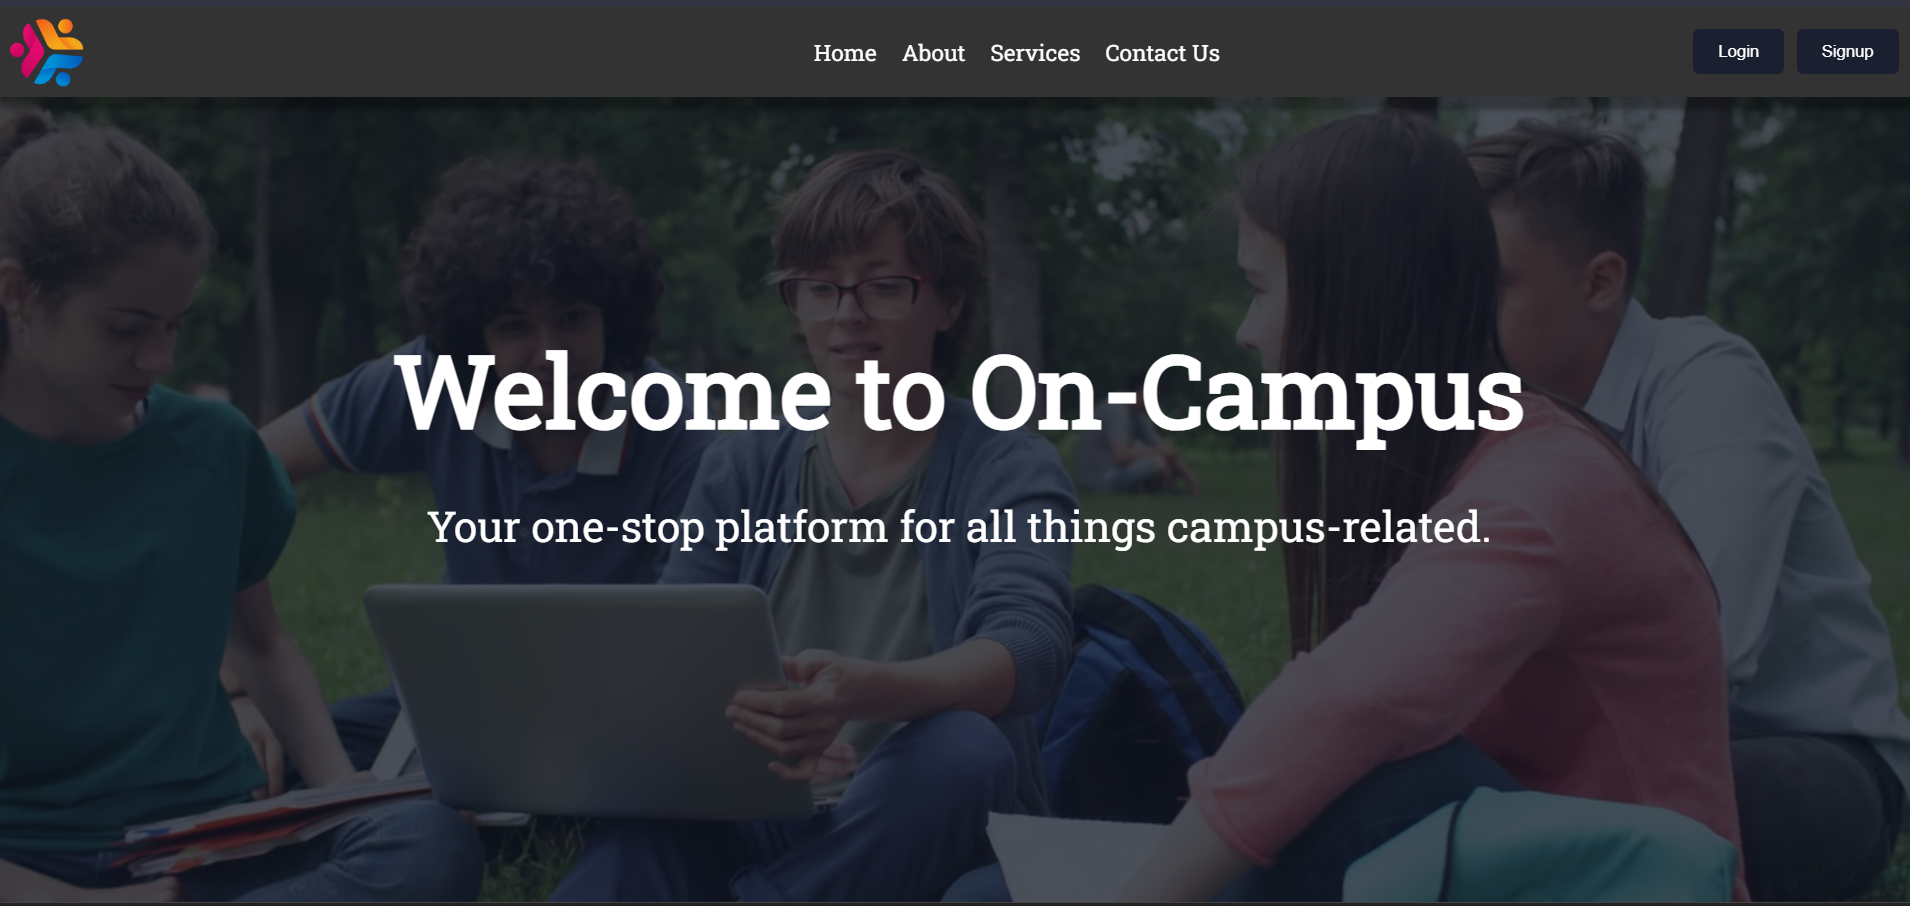 Home About Services Contact Us Login Signup
Welcome to On-Campus
Your one-stop platform for all things campus-related.